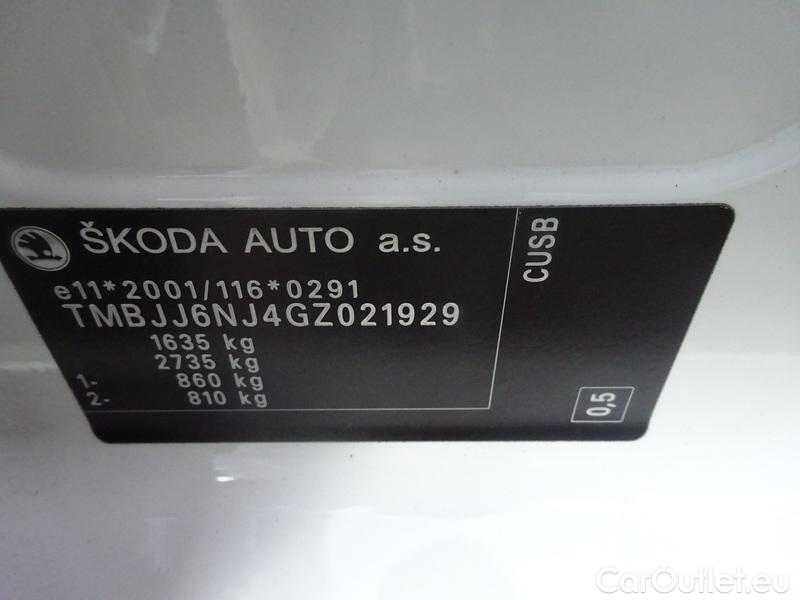 ŠKODA AUTO a.s.
e11*2001/116*0291
TMBJJ6NJ4GZ021929
1635 kg
2735 kg
1- 860 kg
2- 810 kg
CUSB
0,5
CarOutlet.eu